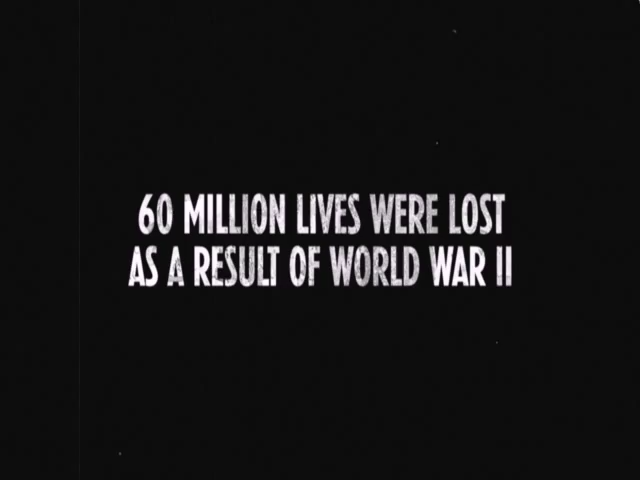 60 MILLION LIVES WERE LOST
AS A RESULT OF WORLD WAR II